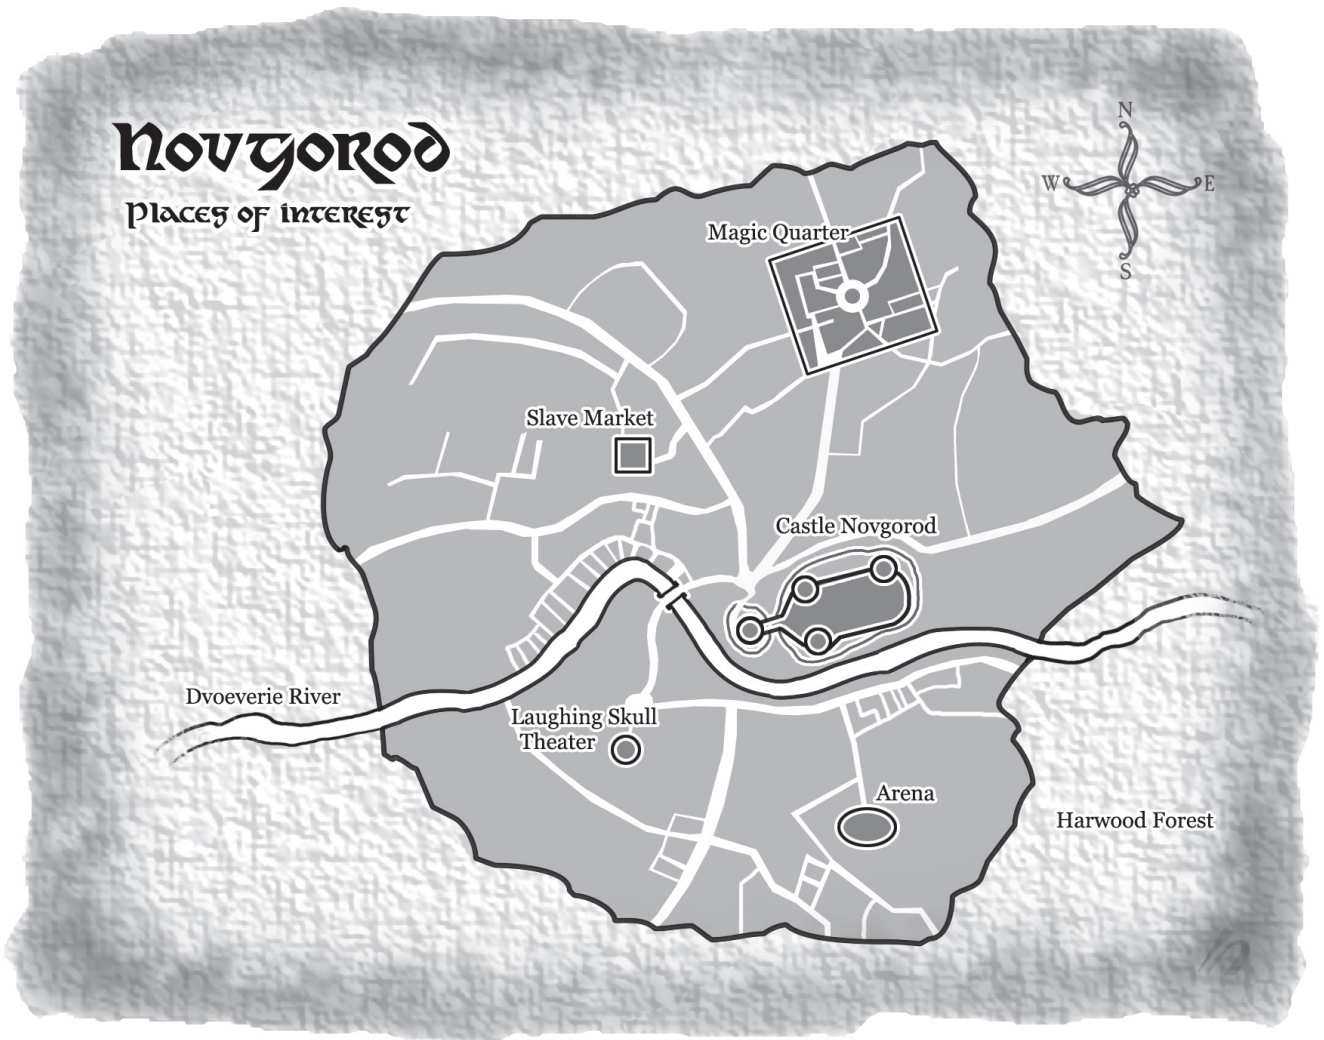 Novgorod
Places of interest
N
W
E
S
Magic Quarter
Slave Market
Castle Novgorod
Dvoeverie River
Laughing Skull
Theater
Arena
Harwood Forest